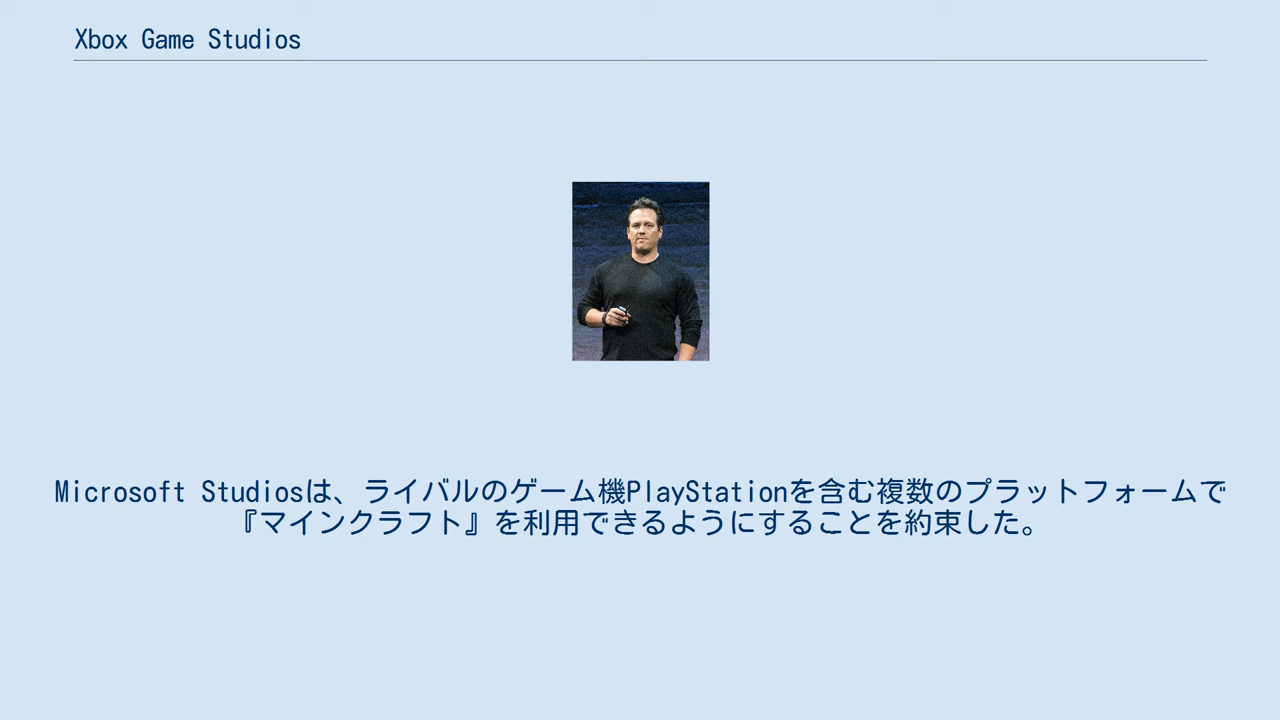 Xbox Game Studios
Microsoft Studiosは、ライバルのゲーム機PlayStationを含む複数のプラットフォームで
『マインクラフト』を利用できるようにすることを約束した。